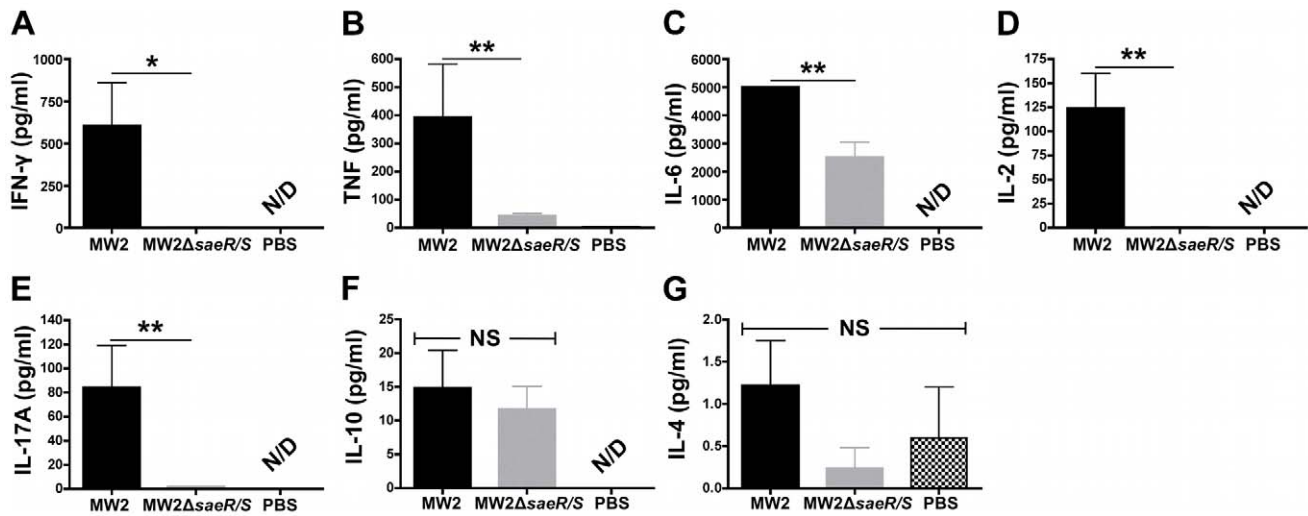 A
IFN-γ (pg/ml)
1000
750
500
250
0
*
N/D
MW2 MW2ΔsaeR/S PBS
B
TNF (pg/ml)
600
500
400
300
200
100
0
**
MW2 MW2ΔsaeR/S PBS
C
IL-6 (pg/ml)
6000
5000
4000
3000
2000
1000
0
**
N/D
MW2 MW2ΔsaeR/S PBS
D
IL-2 (pg/ml)
175
150
125
100
75
50
25
0
**
N/D
MW2 MW2ΔsaeR/S PBS
E
IL-17A (pg/ml)
140
120
100
80
60
40
20
0
**
N/D
MW2 MW2ΔsaeR/S PBS
F
IL-10 (pg/ml)
25
20
15
10
5
0
NS
N/D
MW2 MW2ΔsaeR/S PBS
G
IL-4 (pg/ml)
2.0
1.5
1.0
0.5
0.0
NS
MW2 MW2ΔsaeR/S PBS